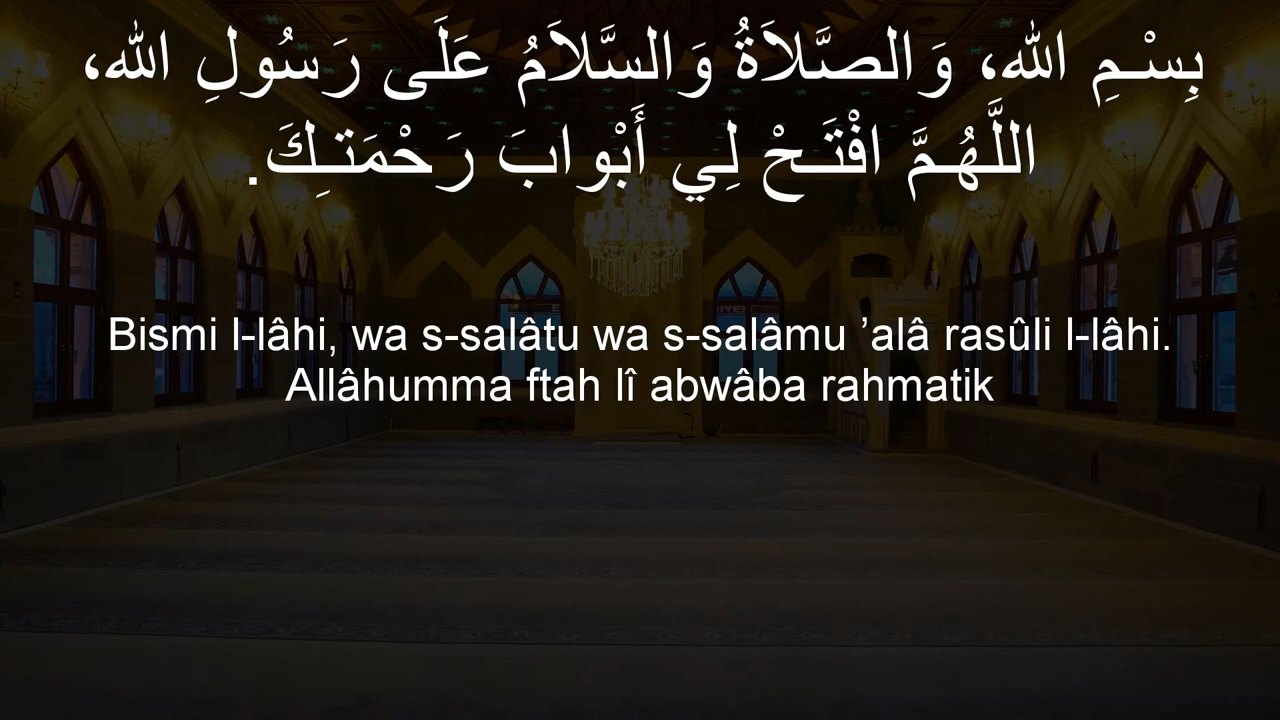 بِسْمِ الله، وَالصَّلاَةُ وَالسَّلاَمُ عَلَى رَسُولِ الله،
اللَّهُمَّ افْتَحْ لِي أَبْوابَ رَحْمَتِكَ.
Bismi l-lâhi, wa s-salâtu wa s-salâmu ’alâ rasûli l-lâhi.
Allâhumma ftah lî abwâba rahmatik